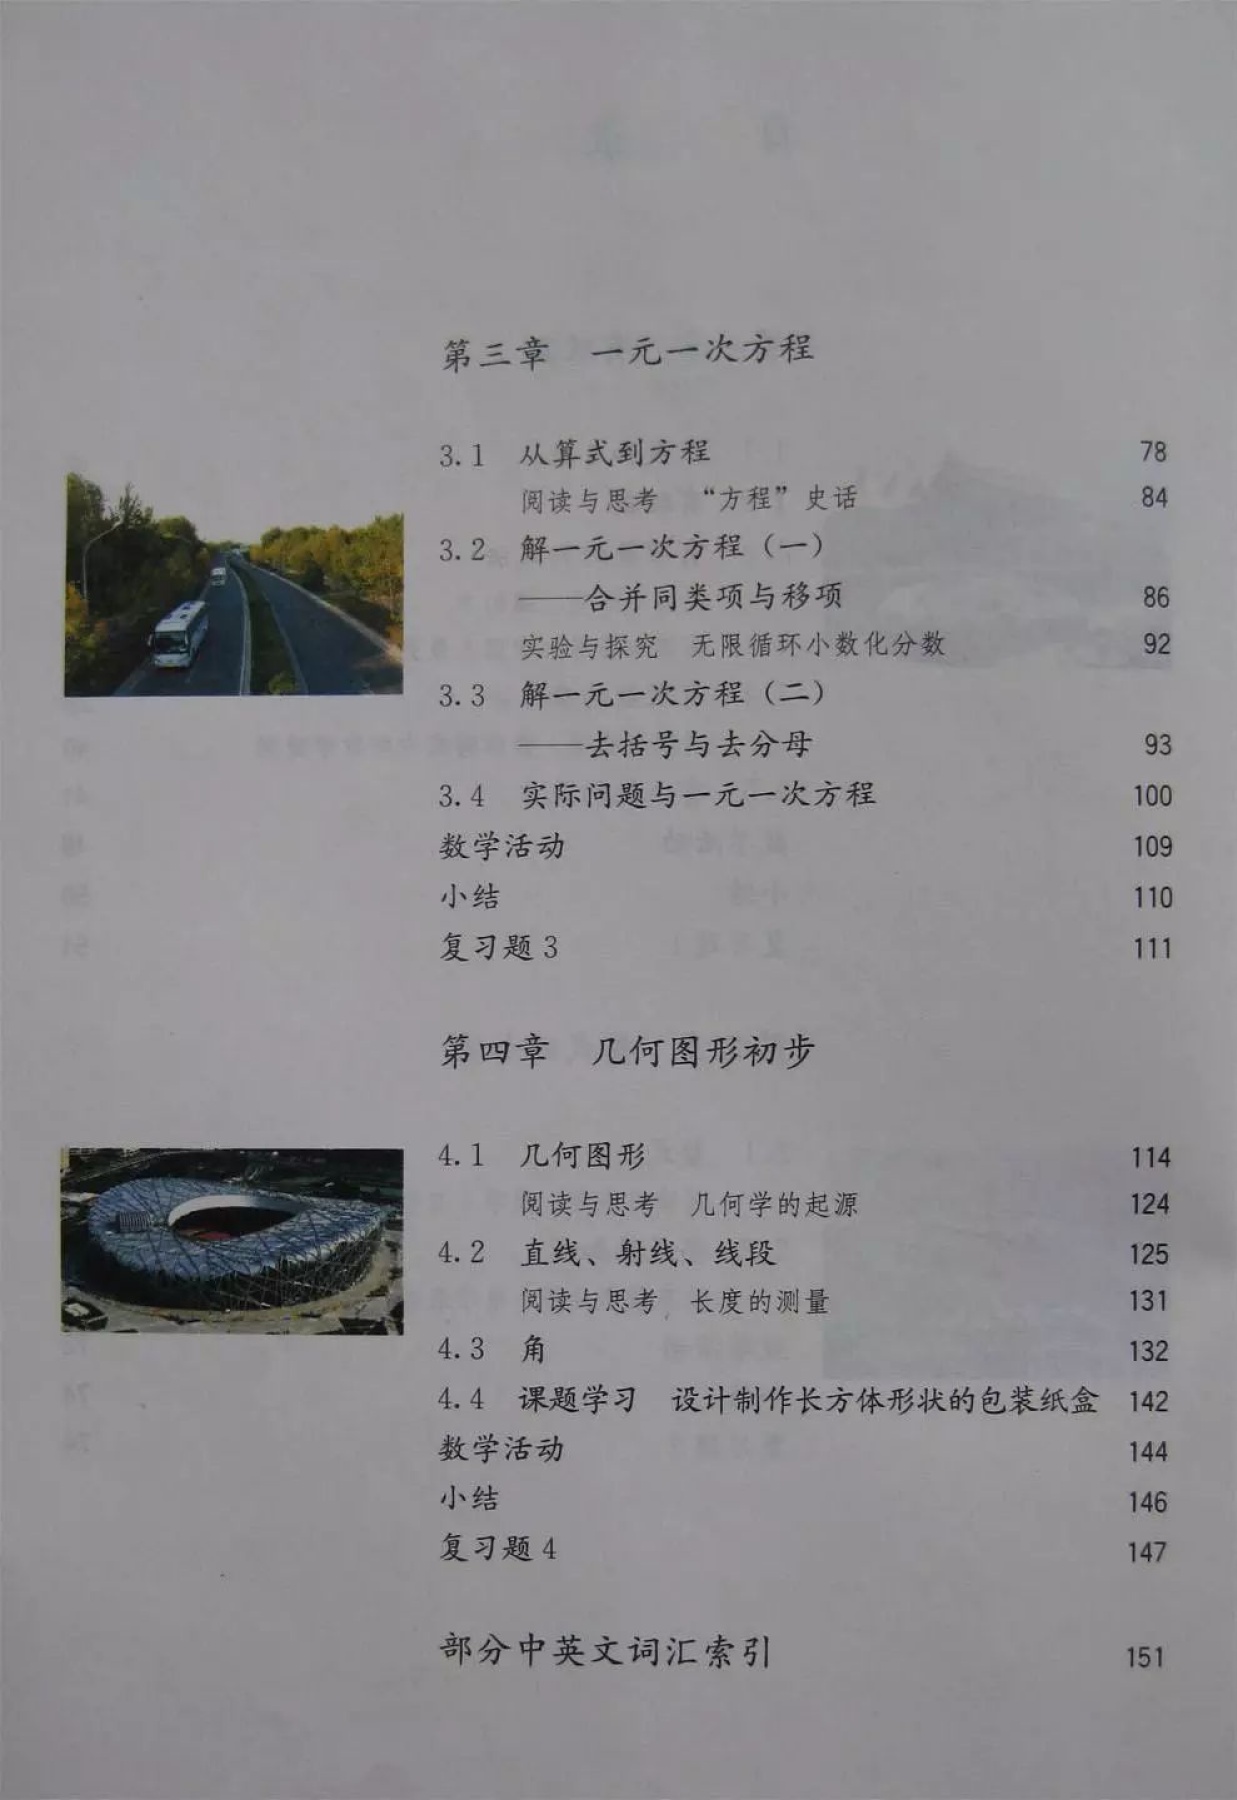 第三章 一元一次方程
3.1 从算式到方程 78
阅读与思考 “方程”史话 84
3.2 解一元一次方程(一)
——合并同类项与移项 86
实验与探究 无限循环小数化分数 92
3.3 解一元一次方程(二)
——去括号与去分母 93
3.4 实际问题与一元一次方程 100
数学活动 109
小结 110
复习题3 111
第四章 几何图形初步
4.1 几何图形 114
阅读与思考 几何学的起源 124
4.2 直线、射线、线段 125
阅读与思考 长度的测量 131
4.3 角 132
4.4 课题学习 设计制作长方体形状的包装纸盒 142
数学活动 144
小结 146
复习题4 147
部分中英文词汇索引 151